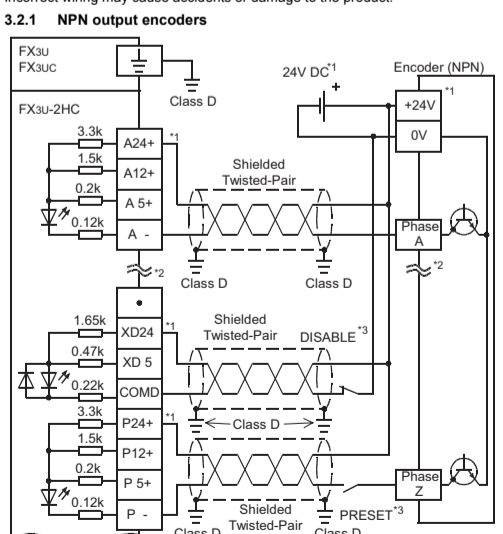 Incorrect wiring may cause accidents or damage to the product.
3.2.1 NPN output encoders
FX3U
FX3UC
Class D
24V DC*1
+
Encoder (NPN)
*1
+24V
0V
FX3U-2HC
3.3k
A24+
*1
1.5k
A12+
0.2k
A 5+
0.12k
A -
Shielded
Twisted-Pair
Class D
Class D
Phase
A
*2
*2
•
1.65k
XD24
*1
0.47k
XD 5
0.22k
COMD
Shielded
Twisted-Pair
DISABLE*3
Class D
3.3k
P24+
*1
1.5k
P12+
0.2k
P 5+
0.12k
P -
Phase
Z
PRESET*3
Shielded
Twisted-Pair
Class D
Class D